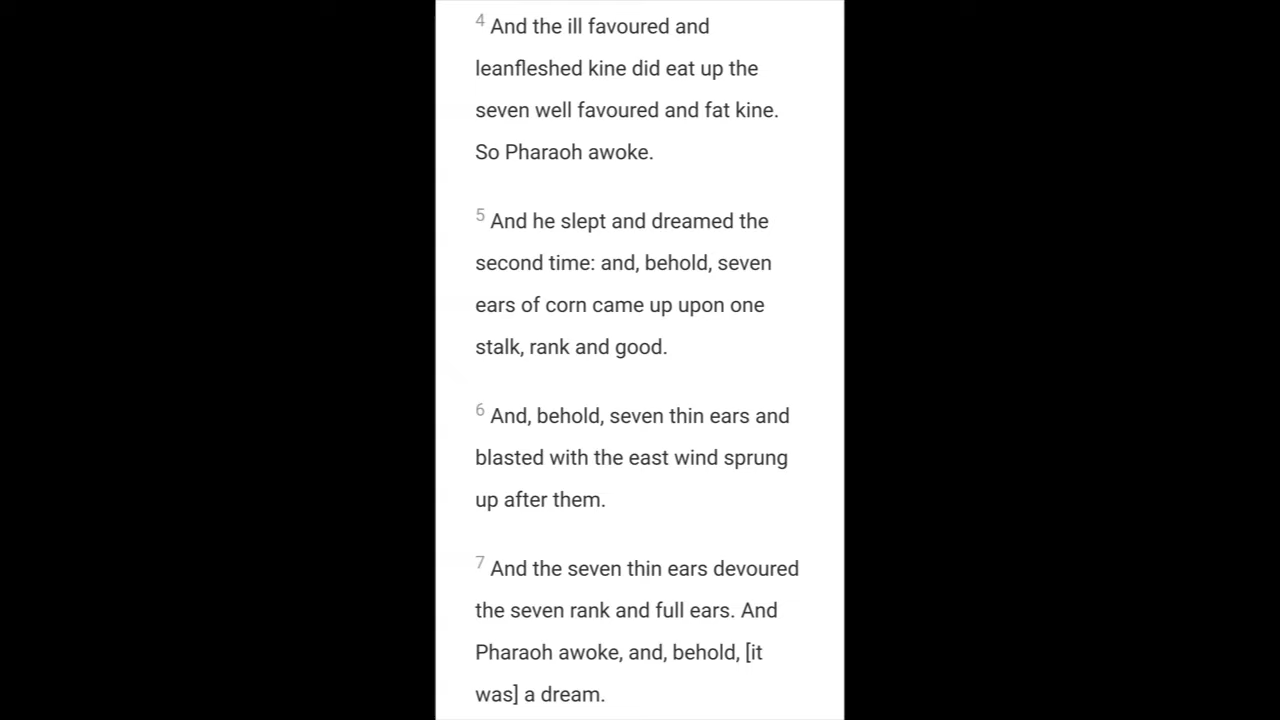 4 And the ill favoured and
leanfleshed kine did eat up the
seven well favoured and fat kine.
So Pharaoh awoke.
5 And he slept and dreamed the
second time: and, behold, seven
ears of corn came up upon one
stalk, rank and good.
6 And, behold, seven thin ears and
blasted with the east wind sprung
up after them.
7 And the seven thin ears devoured
the seven rank and full ears. And
Pharaoh awoke, and, behold, [it
was] a dream.